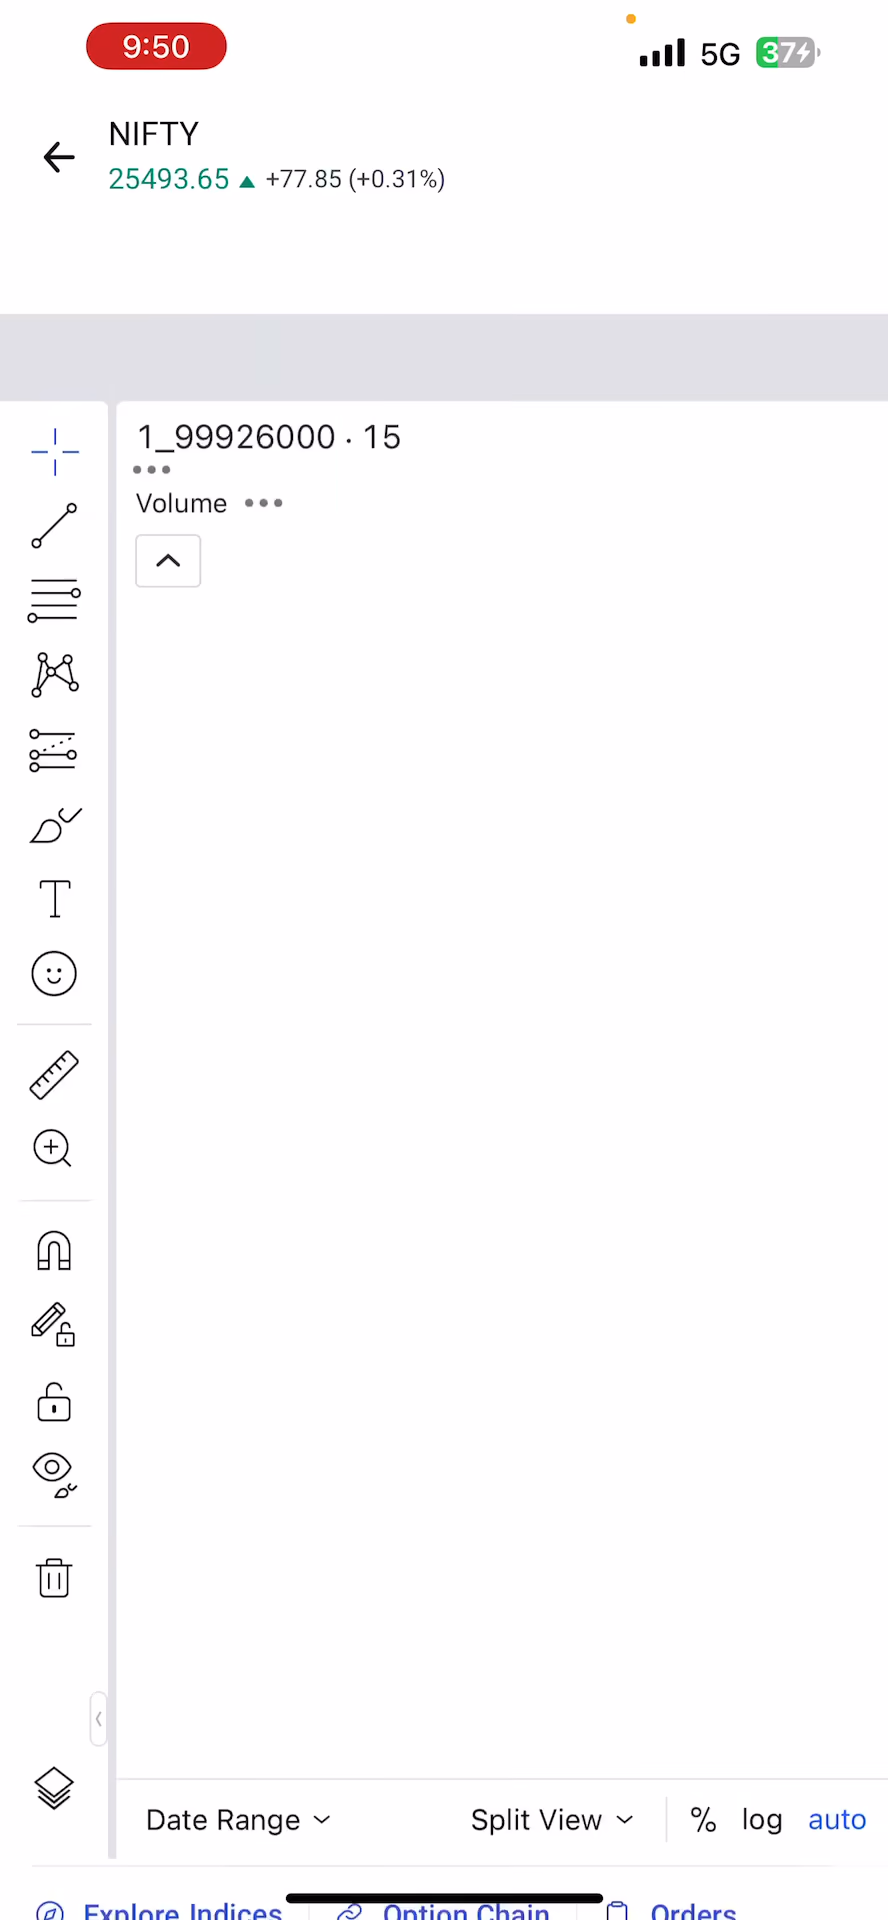 9:50
5G 37
NIFTY
25493.65 ▲ +77.85 (+0.31%)
1_99926000 · 15
Volume
Date Range
Split View
% log auto
Explore Indices
Option Chain
Orders